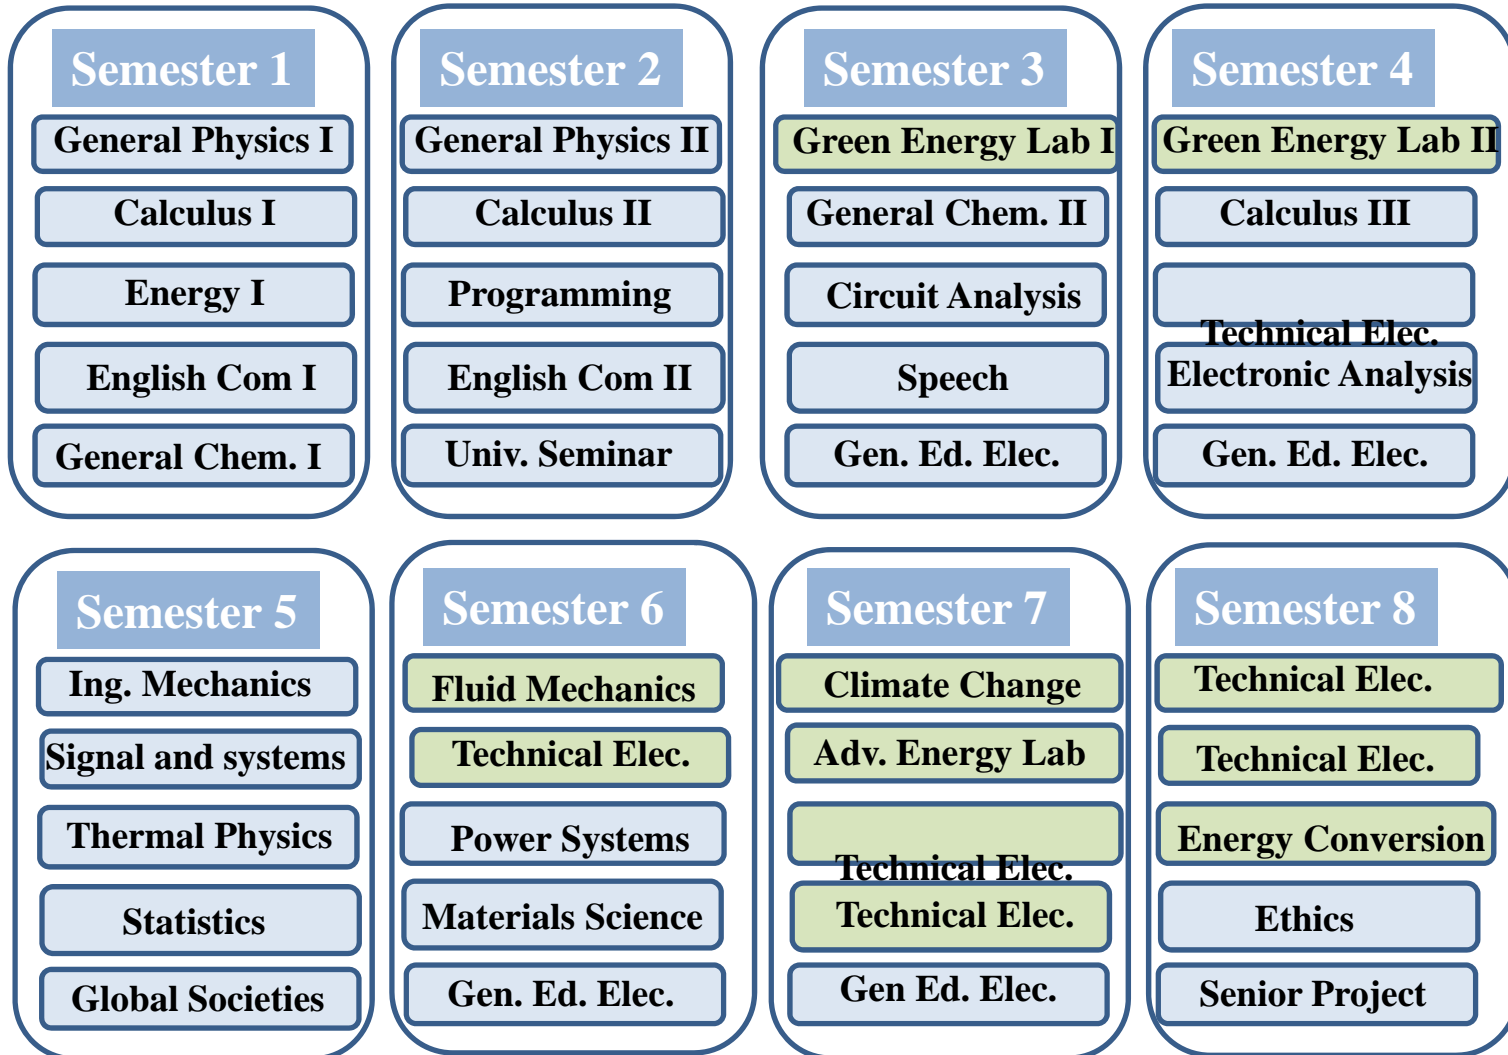 Semester 1
General Physics I
Calculus I
Energy I
English Com I
General Chem. I
Semester 2
General Physics II
Calculus II
Programming
English Com II
Univ. Seminar
Semester 3
Green Energy Lab I
General Chem. II
Circuit Analysis
Speech
Gen. Ed. Elec.
Semester 4
Green Energy Lab II
Calculus III
Technical Elec.
Electronic Analysis
Gen. Ed. Elec.
Semester 5
Ing. Mechanics
Signal and systems
Thermal Physics
Statistics
Global Societies
Semester 6
Fluid Mechanics
Technical Elec.
Power Systems
Materials Science
Gen. Ed. Elec.
Semester 7
Climate Change
Adv. Energy Lab
Technical Elec.
Technical Elec.
Gen Ed. Elec.
Semester 8
Technical Elec.
Technical Elec.
Energy Conversion
Ethics
Senior Project